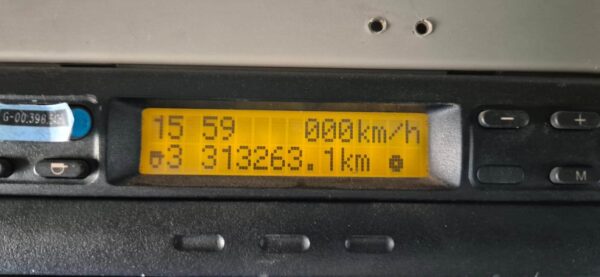 15 59 000km/h
3 313263.1km
− +
M